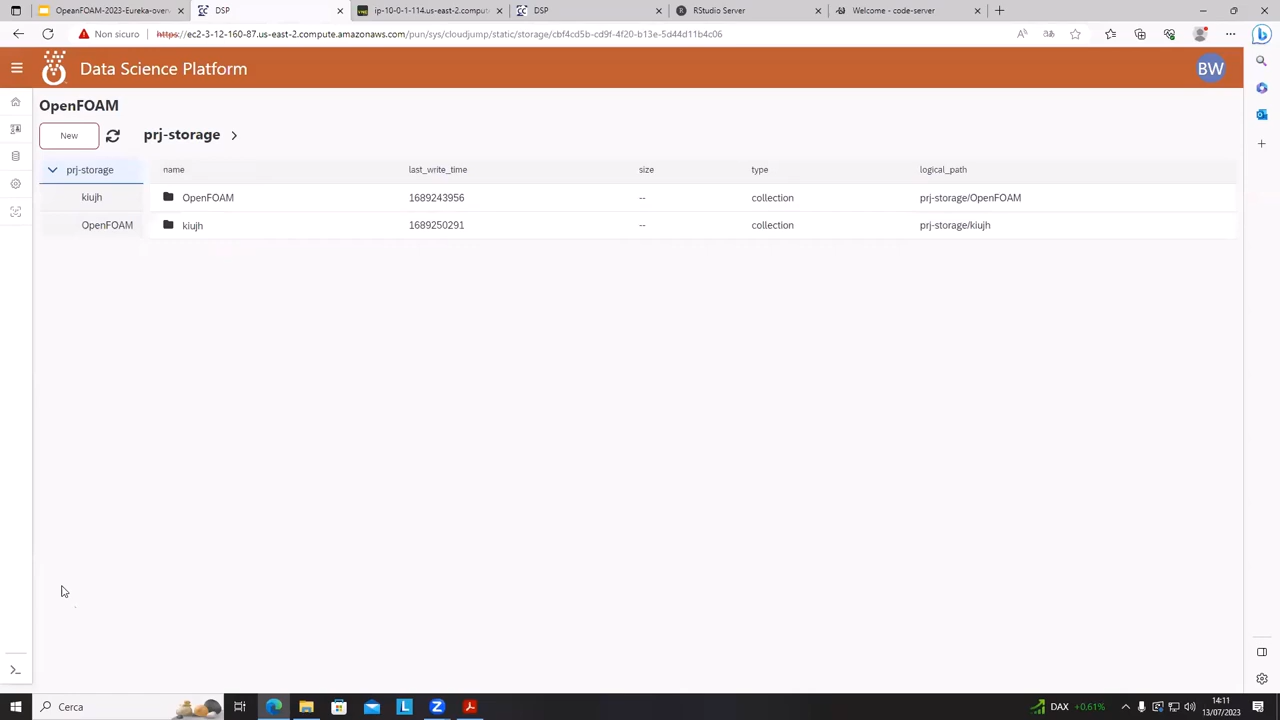 OpeanFOAM-2023-Eureka-over
DSP
ip-10-0-1-114.us-east-2.comput
DSP
RStudio Server
Welcome - code-server
Non sicuro
https://ec2-3-12-160-87.us-east-2.compute.amazonaws.com/pun/sys/cloudjump/static/storage/cbf4cd5b-cd9f-4f20-b13e-5d44d11b4c06
Data Science Platform
BW
OpenFOAM
New
prj-storage
prj-storage
name last_write_time size type logical_path
kiujh
OpenFOAM 1689243956 -- collection prj-storage/OpenFOAM
OpenFOAM
kiujh 1689250291 -- collection prj-storage/kiujh
Cerca
DAX +0.61%
14:11
13/07/2023